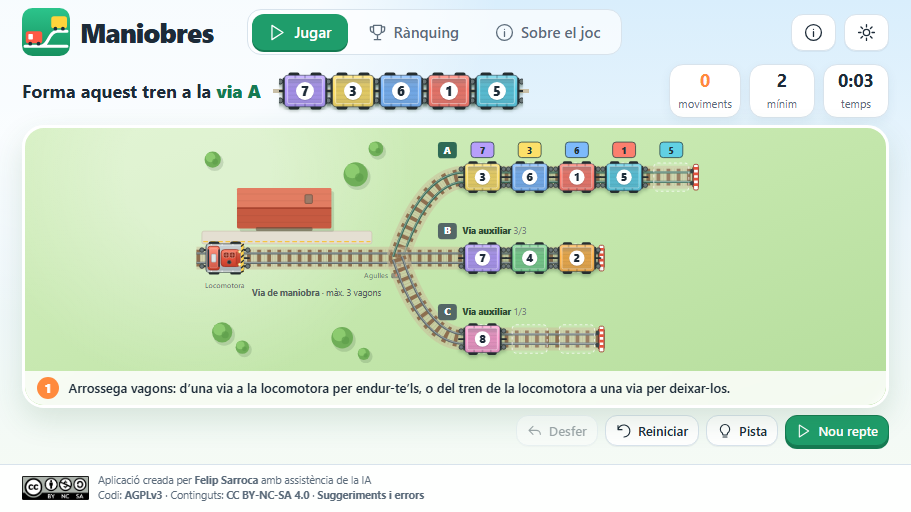 Maniobres
Jugar
Rànquing
Sobre el joc
Forma aquest tren a la via A
7 3 6 1 5
0
moviments
2
mínim
0:03
temps
A 7 3 6 1 5
3 6 1 5
B Via auxiliar 3/3
7 4 2
Agulles
Locomotora
Via de maniobra · màx. 3 vagons
C Via auxiliar 1/3
8
1 Arrossega vagons: d’una via a la locomotora per endur-te’ls, o del tren de la locomotora a una via per deixar-los.
Desfer
Reiniciar
Pista
Nou repte
cc BY NC SA
Aplicació creada per Felip Sarroca amb assistència de la IA
Codi: AGPLv3 · Continguts: CC BY-NC-SA 4.0 · Suggeriments i errors